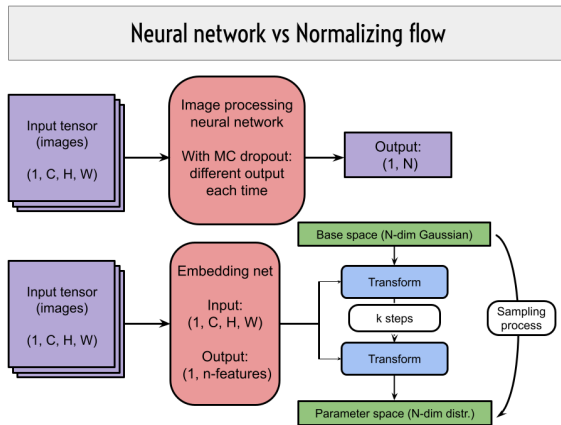 Neural network vs Normalizing flow
Input tensor
(images)
(1, C, H, W)
Image processing
neural network
With MC dropout:
different output
each time
Output:
(1, N)
Input tensor
(images)
(1, C, H, W)
Embedding net
Input:
(1, C, H, W)
Output:
(1, n-features)
Base space (N-dim Gaussian)
Transform
k steps
Transform
Parameter space (N-dim distr.)
Sampling
process